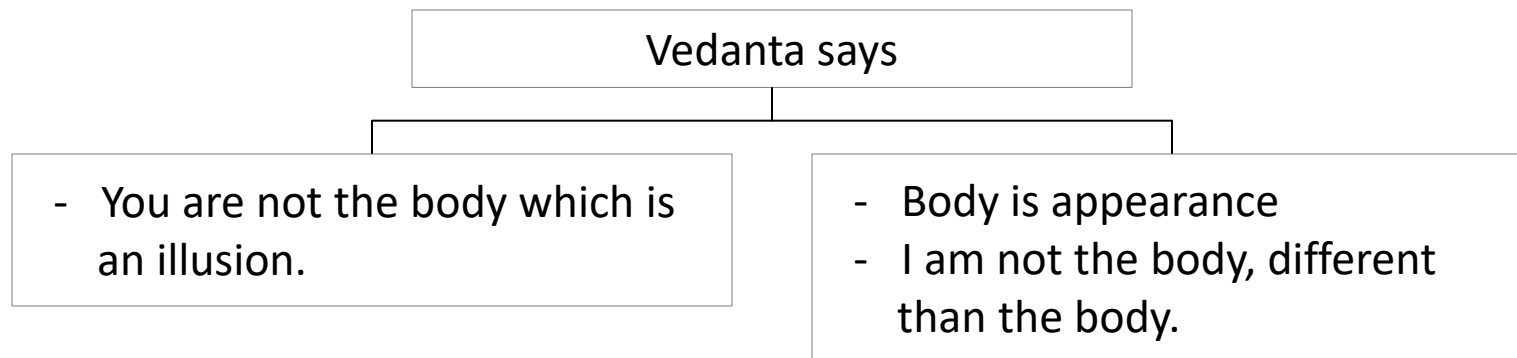 Vedanta says
- You are not the body which is
an illusion.
- Body is appearance
- I am not the body, different
than the body.